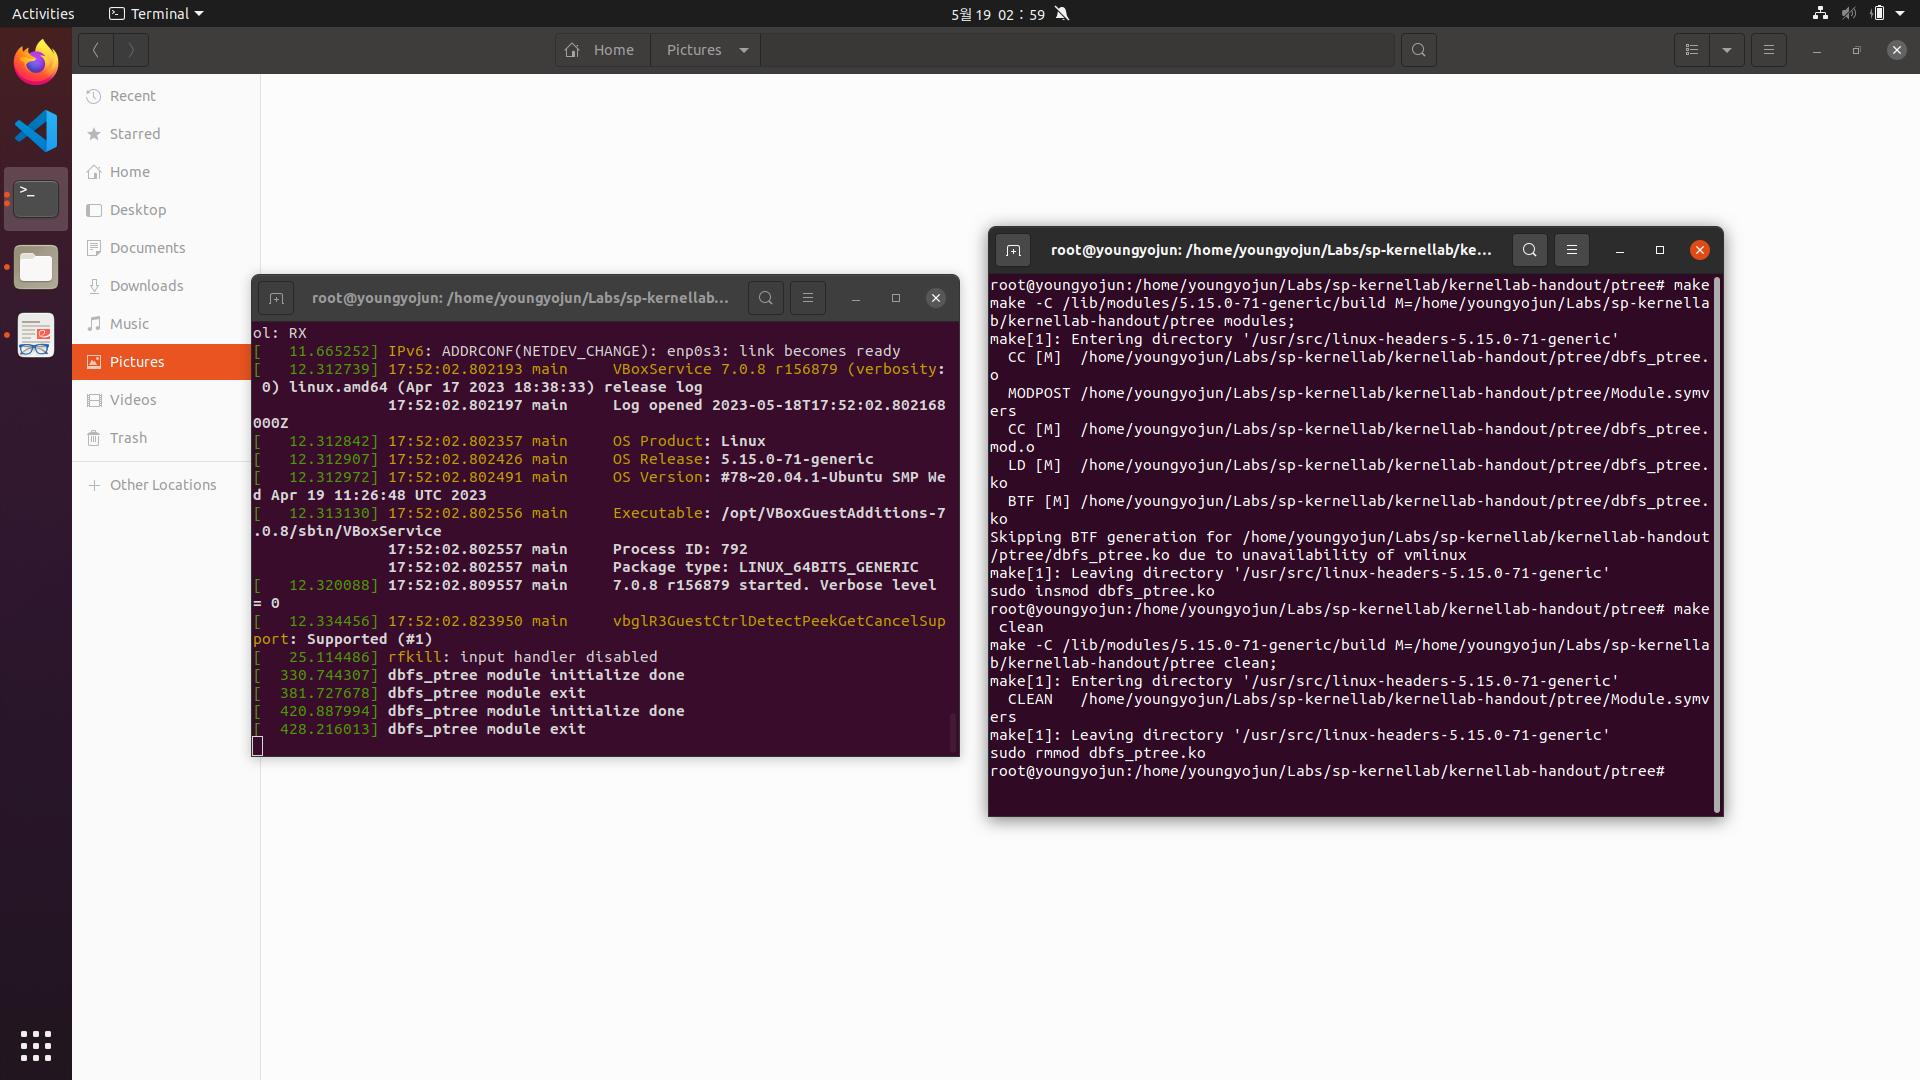 Activities
Terminal
5월 19 02 : 59
Home
Pictures
Recent
Starred
Home
Desktop
Documents
Downloads
Music
Pictures
Videos
Trash
Other Locations
root@youngyojun: /home/youngyojun/Labs/sp-kernellab...
ol: RX
[   11.665252] IPv6: ADDRCONF(NETDEV_CHANGE): enp0s3: link becomes ready
[   12.312739] 17:52:02.802193 main     VBoxService 7.0.8 r156879 (verbosity:
 0) linux.amd64 (Apr 17 2023 18:38:33) release log
               17:52:02.802197 main     Log opened 2023-05-18T17:52:02.802168
000Z
[   12.312842] 17:52:02.802357 main     OS Product: Linux
[   12.312907] 17:52:02.802426 main     OS Release: 5.15.0-71-generic
[   12.312972] 17:52:02.802491 main     OS Version: #78~20.04.1-Ubuntu SMP We
d Apr 19 11:26:48 UTC 2023
[   12.313130] 17:52:02.802556 main     Executable: /opt/VBoxGuestAdditions-7
.0.8/sbin/VBoxService
               17:52:02.802557 main     Process ID: 792
               17:52:02.802557 main     Package type: LINUX_64BITS_GENERIC
[   12.320088] 17:52:02.809557 main     7.0.8 r156879 started. Verbose level
= 0
[   12.334456] 17:52:02.823950 main     vbglR3GuestCtrlDetectPeekGetCancelSup
port: Supported (#1)
[   25.114486] rfkill: input handler disabled
[  330.744307] dbfs_ptree module initialize done
[  381.727678] dbfs_ptree module exit
[  420.887994] dbfs_ptree module initialize done
[  428.216013] dbfs_ptree module exit
root@youngyojun: /home/youngyojun/Labs/sp-kernellab/ke...
root@youngyojun:/home/youngyojun/Labs/sp-kernellab/kernellab-handout/ptree# make
make -C /lib/modules/5.15.0-71-generic/build M=/home/youngyojun/Labs/sp-kernella
b/kernellab-handout/ptree modules;
make[1]: Entering directory '/usr/src/linux-headers-5.15.0-71-generic'
  CC [M]  /home/youngyojun/Labs/sp-kernellab/kernellab-handout/ptree/dbfs_ptree.
o
  MODPOST /home/youngyojun/Labs/sp-kernellab/kernellab-handout/ptree/Module.symv
ers
  CC [M]  /home/youngyojun/Labs/sp-kernellab/kernellab-handout/ptree/dbfs_ptree.
mod.o
  LD [M]  /home/youngyojun/Labs/sp-kernellab/kernellab-handout/ptree/dbfs_ptree.
ko
  BTF [M] /home/youngyojun/Labs/sp-kernellab/kernellab-handout/ptree/dbfs_ptree.
ko
Skipping BTF generation for /home/youngyojun/Labs/sp-kernellab/kernellab-handout
/ptree/dbfs_ptree.ko due to unavailability of vmlinux
make[1]: Leaving directory '/usr/src/linux-headers-5.15.0-71-generic'
sudo insmod dbfs_ptree.ko
root@youngyojun:/home/youngyojun/Labs/sp-kernellab/kernellab-handout/ptree# make
 clean
make -C /lib/modules/5.15.0-71-generic/build M=/home/youngyojun/Labs/sp-kernella
b/kernellab-handout/ptree clean;
make[1]: Entering directory '/usr/src/linux-headers-5.15.0-71-generic'
  CLEAN   /home/youngyojun/Labs/sp-kernellab/kernellab-handout/ptree/Module.symv
ers
make[1]: Leaving directory '/usr/src/linux-headers-5.15.0-71-generic'
sudo rmmod dbfs_ptree.ko
root@youngyojun:/home/youngyojun/Labs/sp-kernellab/kernellab-handout/ptree#